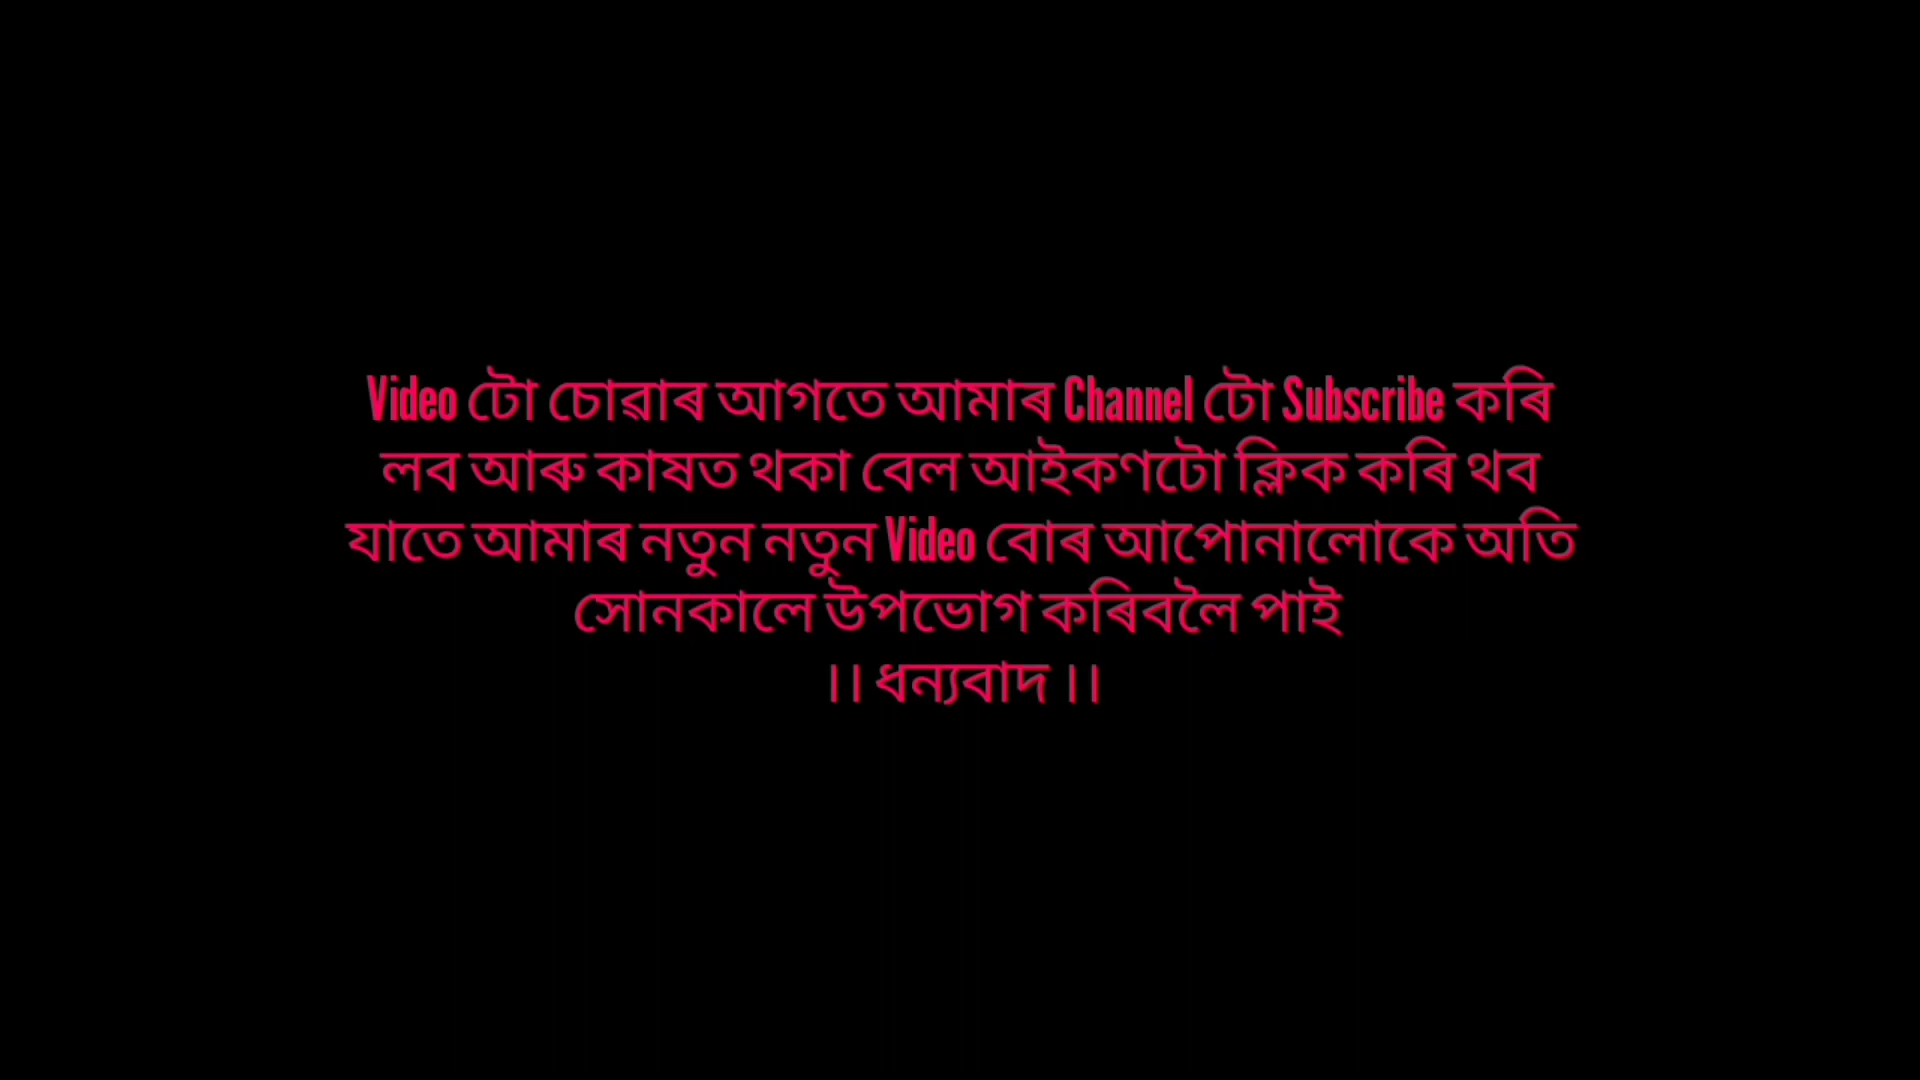 Video টো চোৱাৰ আগতে আমাৰ Channel টো Subscribe কৰি
লব আৰু কাষত থকা বেল আইকণটো ক্লিক কৰি থব
যাতে আমাৰ নতুন নতুন Video বোৰ আপোনালোকে অতি
সোনকালে উপভোগ কৰিবলৈ পাই
।। ধন্যবাদ ।।